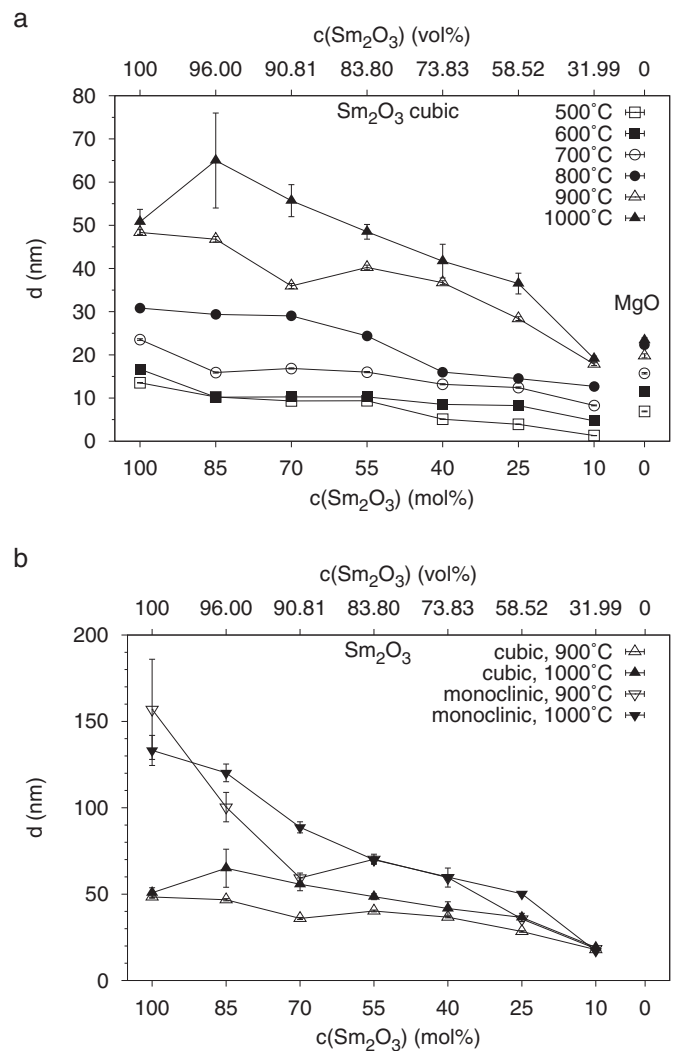 a
c(Sm₂O₃) (vol%)
100 96.00 90.81 83.80 73.83 58.52 31.99 0
Sm₂O₃ cubic
500°C
600°C
700°C
800°C
900°C
1000°C
MgO
80
70
60
50
40
30
20
10
0
d (nm)
100 85 70 55 40 25 10 0
c(Sm₂O₃) (mol%)
b
c(Sm₂O₃) (vol%)
100 96.00 90.81 83.80 73.83 58.52 31.99 0
Sm₂O₃
cubic, 900°C
cubic, 1000°C
monoclinic, 900°C
monoclinic, 1000°C
200
150
100
50
0
d (nm)
100 85 70 55 40 25 10 0
c(Sm₂O₃) (mol%)